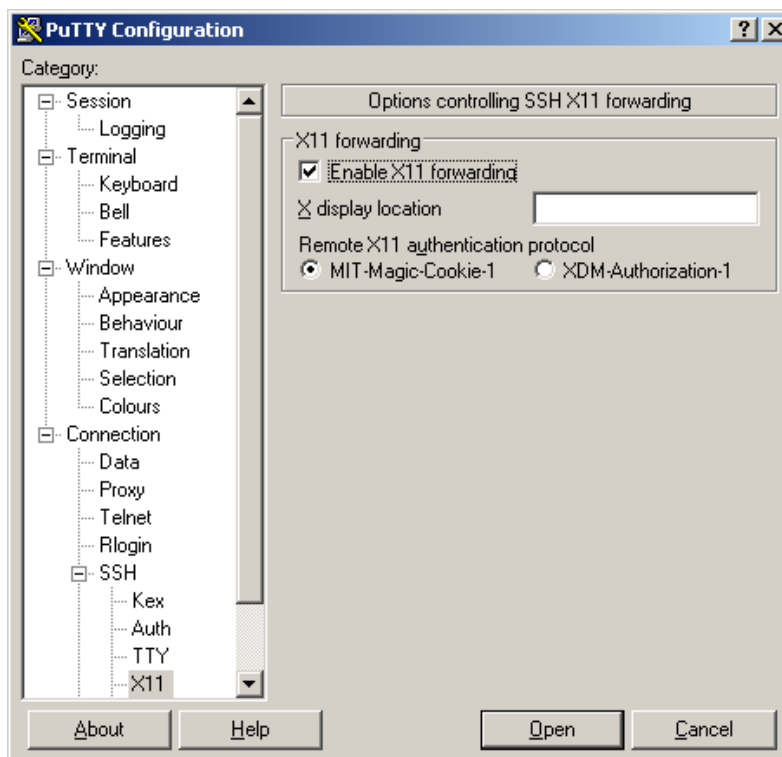 PuTTY Configuration
Category:
Session
Logging
Terminal
Keyboard
Bell
Features
Window
Appearance
Behaviour
Translation
Selection
Colours
Connection
Data
Proxy
Telnet
Rlogin
SSH
Kex
Auth
TTY
X11
Options controlling SSH X11 forwarding
X11 forwarding
Enable X11 forwarding
X display location
Remote X11 authentication protocol
MIT-Magic-Cookie-1 XDM-Authorization-1
About Help Open Cancel